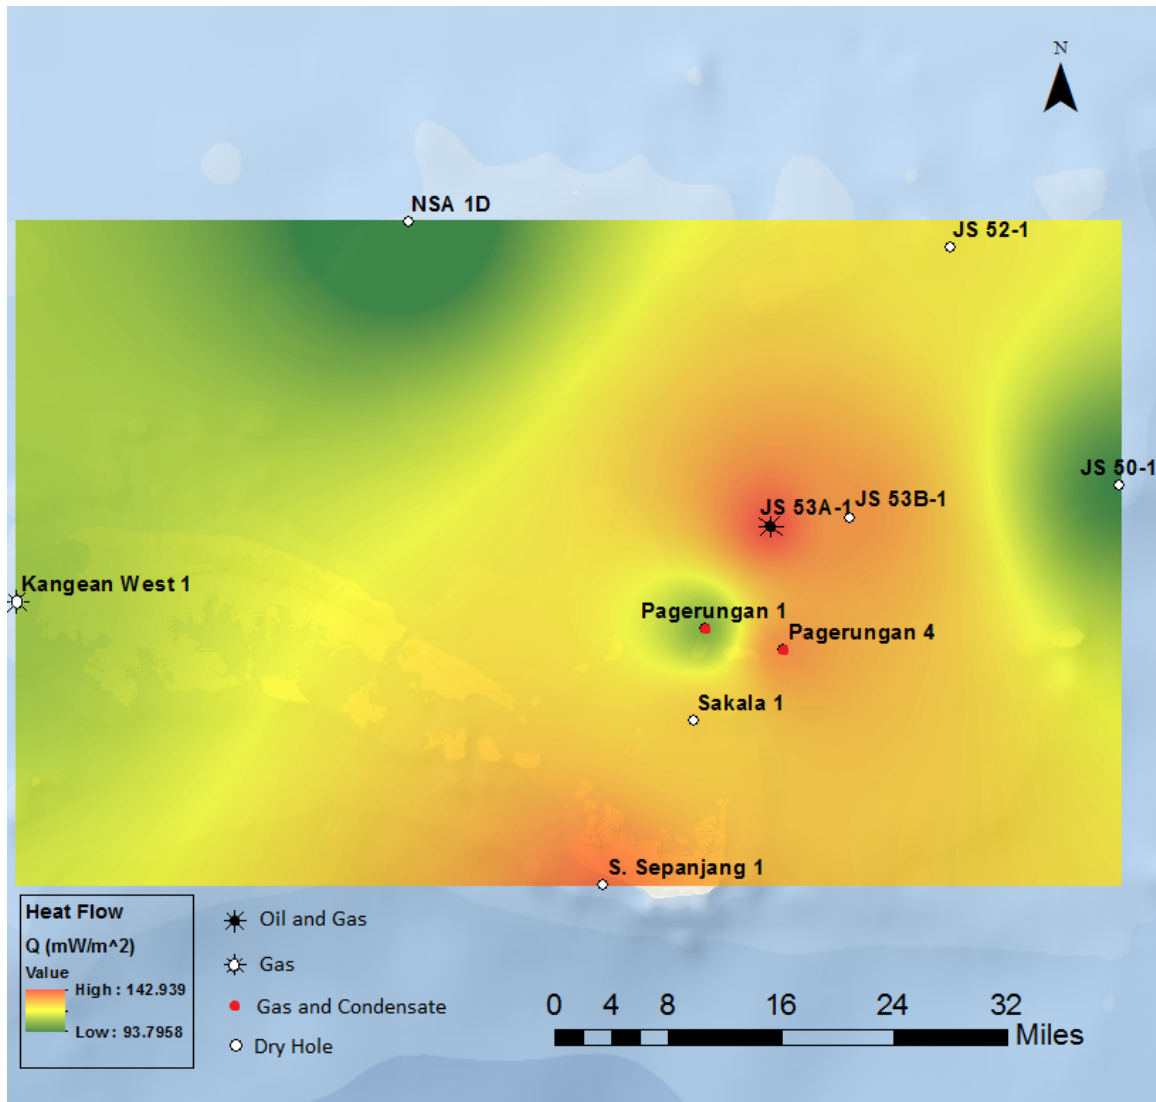 N
NSA 1D
JS 52-1
JS 50-1
JS 53A-1
JS 53B-1
Kangean West 1
Pagerungan 1
Pagerungan 4
Sakala 1
S. Sepanjang 1
Heat Flow
Q (mW/m^2)
Value
High : 142.939
Low : 93.7958
Oil and Gas
Gas
Gas and Condensate
Dry Hole
0 4 8 16 24 32
Miles